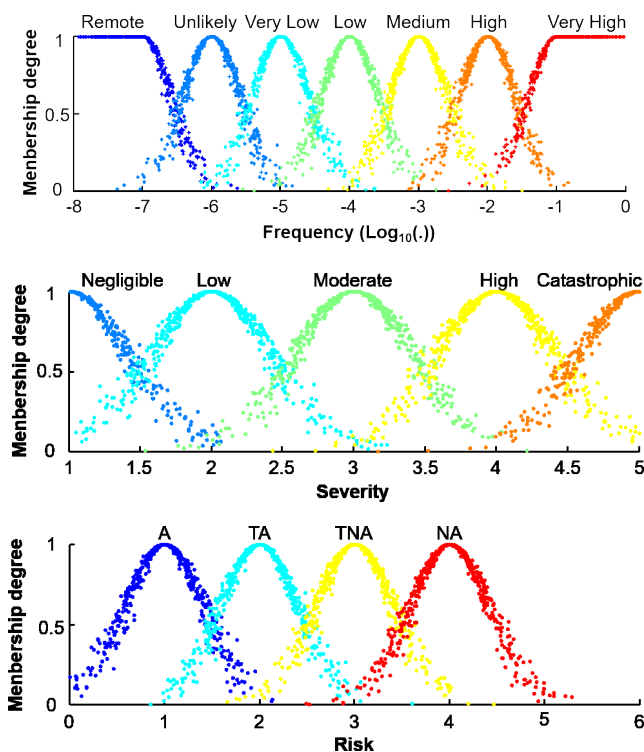 Remote Unlikely Very Low Low Medium High Very High
1
0.5
0
Menbership degree
-8 -7 -6 -5 -4 -3 -2 -1 0
Frequency (Log10(.))
Negligible Low Moderate High Catastrophic
1
0.5
0
Menbership degree
1 1.5 2 2.5 3 3.5 4 4.5 5
Severity
A TA TNA NA
1
0.5
0
Menbership degree
0 1 2 3 4 5 6
Risk